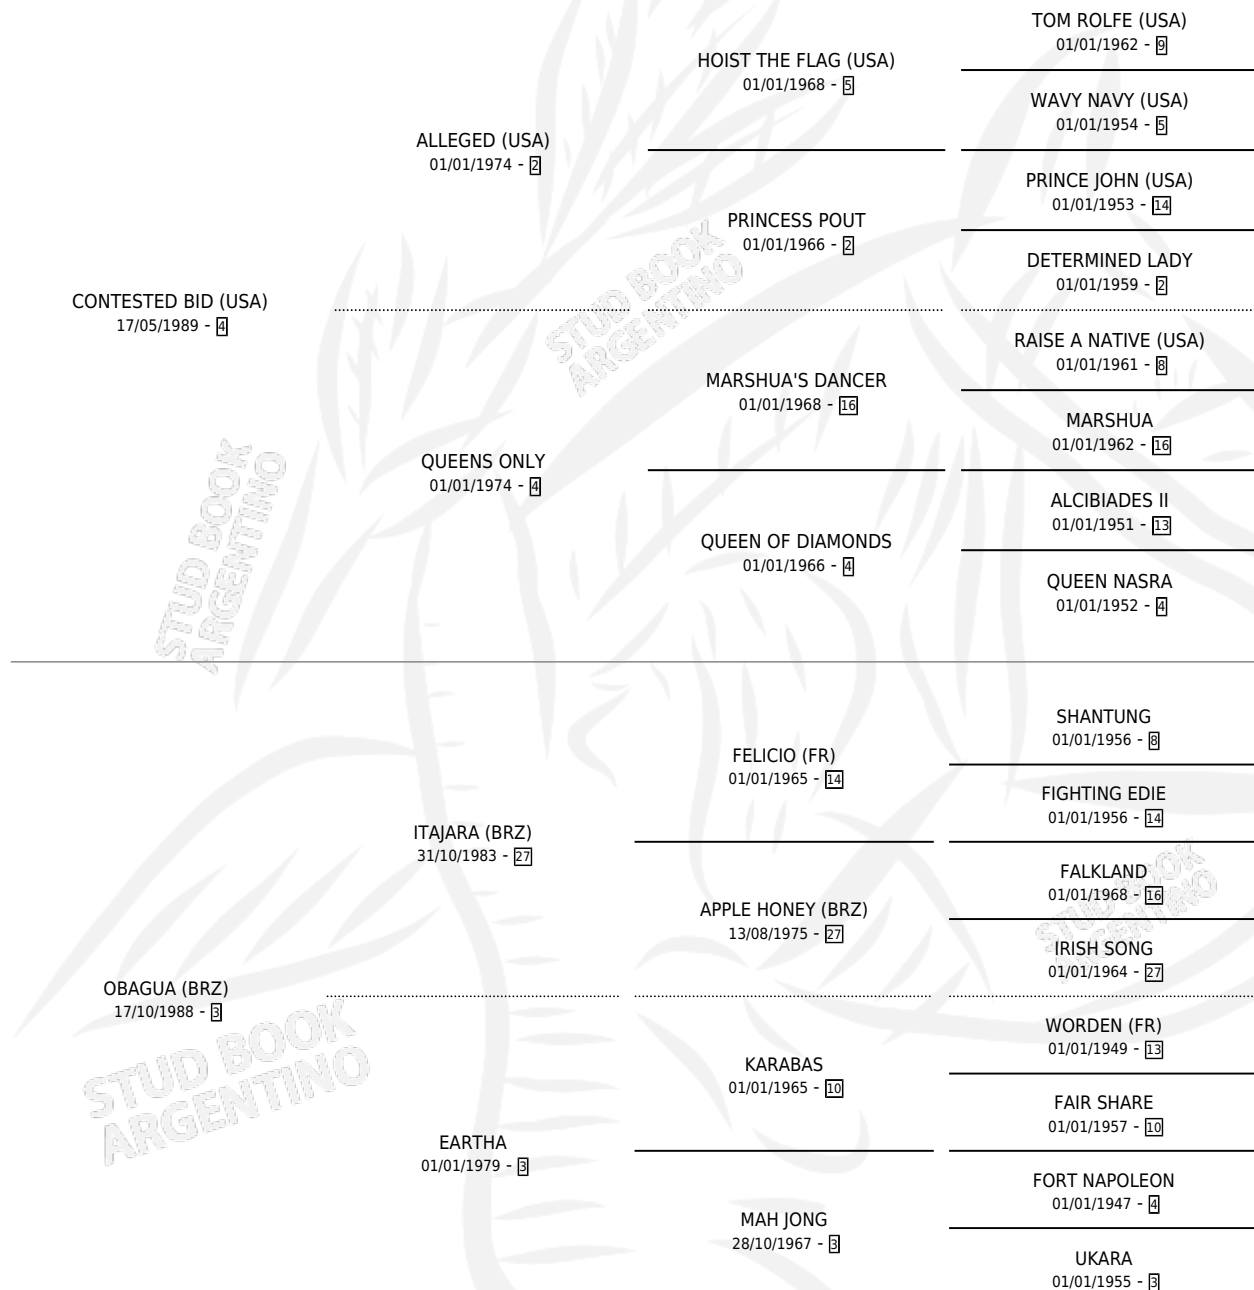 TOM ROLFE (USA)
01/01/1962 - 9
HOIST THE FLAG (USA)
01/01/1968 - 5
WAVY NAVY (USA)
01/01/1954 - 5
ALLEGED (USA)
01/01/1974 - 2
PRINCE JOHN (USA)
01/01/1953 - 14
PRINCESS POUT
01/01/1966 - 2
DETERMINED LADY
01/01/1959 - 2
CONTESTED BID (USA)
17/05/1989 - 4
RAISE A NATIVE (USA)
01/01/1961 - 8
MARSHUA'S DANCER
01/01/1968 - 16
MARSHUA
01/01/1962 - 16
QUEENS ONLY
01/01/1974 - 4
ALCIBIADES II
01/01/1951 - 13
QUEEN OF DIAMONDS
01/01/1966 - 4
QUEEN NASRA
01/01/1952 - 4
SHANTUNG
01/01/1956 - 8
FELICIO (FR)
01/01/1965 - 14
FIGHTING EDIE
01/01/1956 - 14
ITAJARA (BRZ)
31/10/1983 - 27
FALKLAND
01/01/1968 - 16
APPLE HONEY (BRZ)
13/08/1975 - 27
IRISH SONG
01/01/1964 - 27
OBAGUA (BRZ)
17/10/1988 - 3
WORDEN (FR)
01/01/1949 - 13
KARABAS
01/01/1965 - 10
FAIR SHARE
01/01/1957 - 10
EARTHA
01/01/1979 - 3
FORT NAPOLEON
01/01/1947 - 4
MAH JONG
28/10/1967 - 3
UKARA
01/01/1955 - 3
STUD BOOK
ARGENTINO
STUD BOOK
ARGENTINO
STUD BOOK
ARGENTINO
STUD BOOK
ARGENTINO